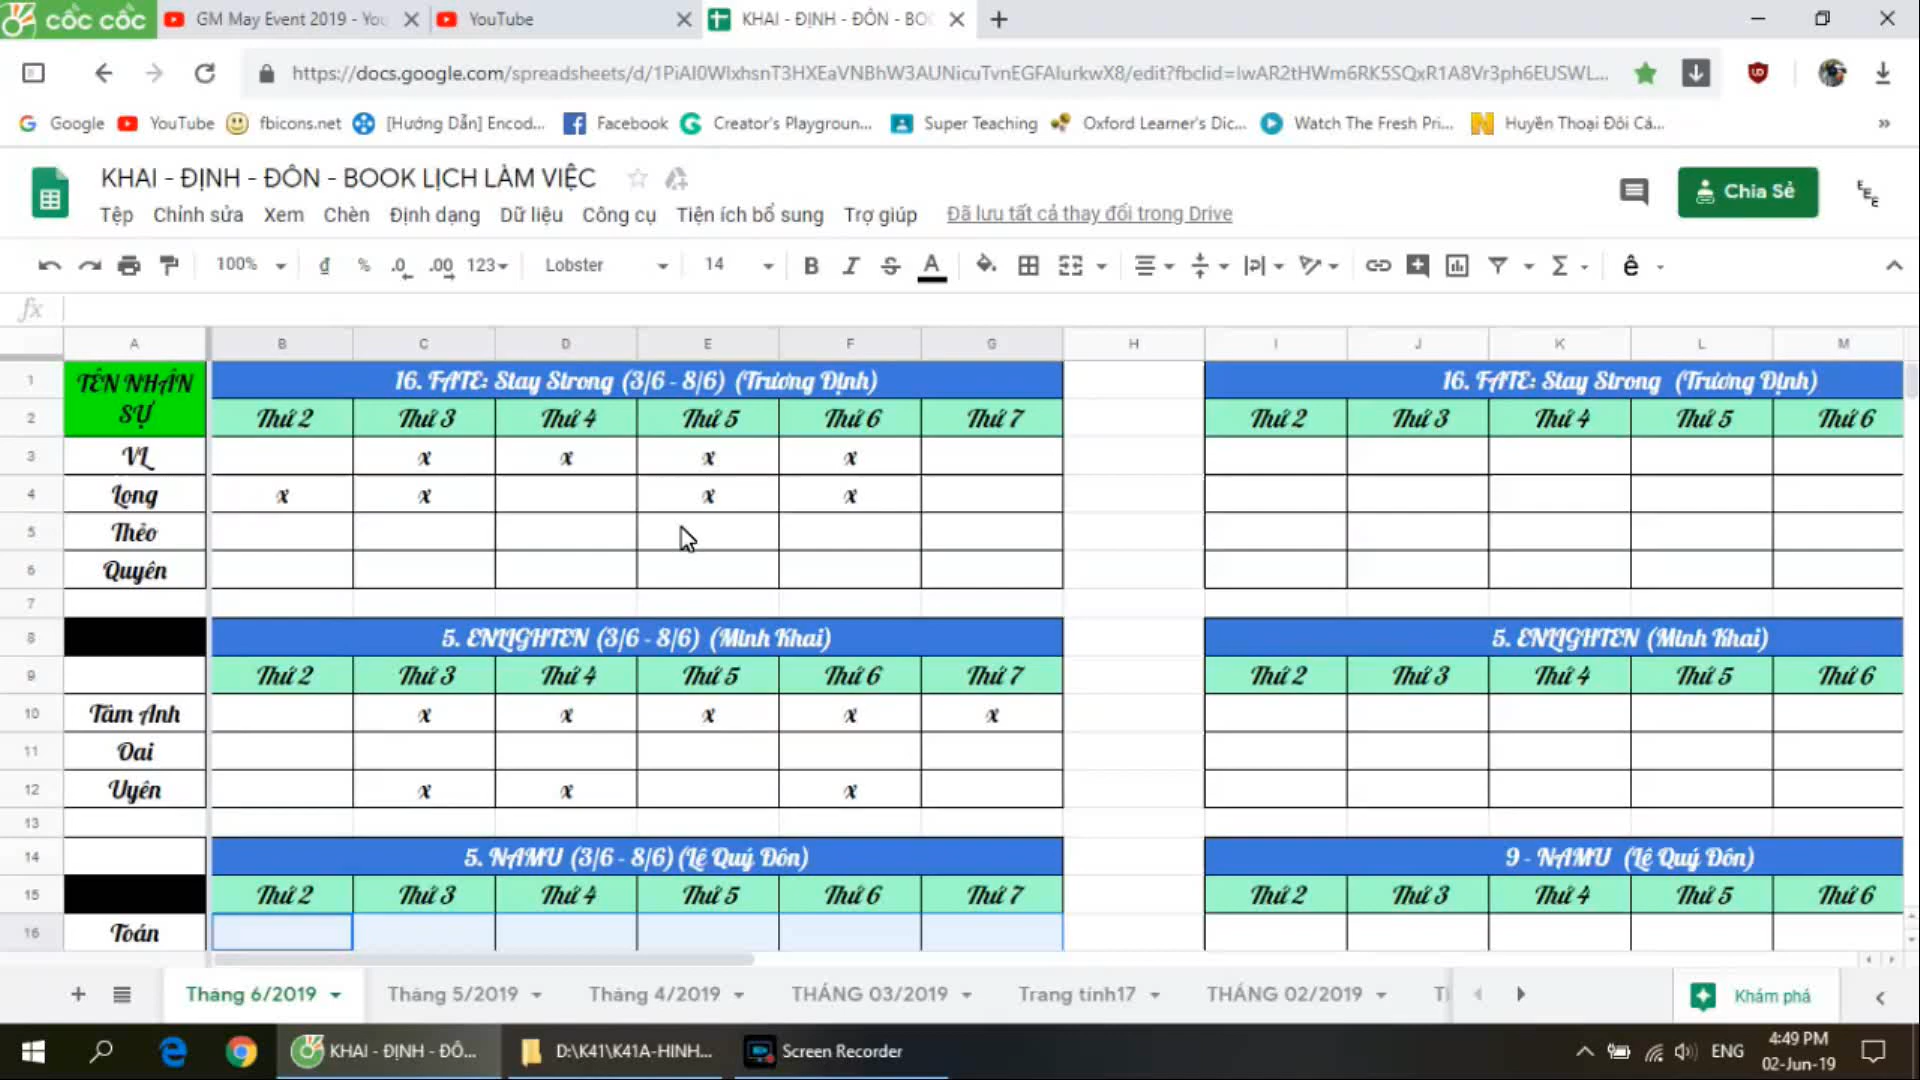 cốc cốc
GM May Event 2019 - You
YouTube
KHAI - ĐỊNH - ĐÔN - BO
https://docs.google.com/spreadsheets/d/1PiAI0WlxhsnT3HXEaVNBhW3AUNicuTvnEGFAlurkwX8/edit?fbclid=IwAR2tHWm6RK5SQxR1A8Vr3ph6EUSWL...
Google
YouTube
fbicons.net
[Hướng Dẫn] Encod...
Facebook
Creator's Playgroun...
Super Teaching
Oxford Learner's Dic...
Watch The Fresh Pri...
Huyền Thoại Đôi Cá...
KHAI - ĐỊNH - ĐÔN - BOOK LỊCH LÀM VIỆC
Chia Sẻ
Tệp Chỉnh sửa Xem Chèn Định dạng Dữ liệu Công cụ Tiện ích bổ sung Trợ giúp Đã lưu tất cả thay đổi trong Drive
100% đ % .0 .00 123 Lobster 14 B I S A Σ ê
fx
A B C D E F G H I J K L M
1 TÊN NHÂN SỰ 16. FATE: Stay Strong (3/6 - 8/6) (Trương Định) 16. FATE: Stay Strong (Trương Định)
2 Thứ 2 Thứ 3 Thứ 4 Thứ 5 Thứ 6 Thứ 7 Thứ 2 Thứ 3 Thứ 4 Thứ 5 Thứ 6
3 VL x x x x
4 Long x x x x
5 Thảo
6 Quyên
7
8 5. ENLIGHTEN (3/6 - 8/6) (Minh Khai) 5. ENLIGHTEN (Minh Khai)
9 Thứ 2 Thứ 3 Thứ 4 Thứ 5 Thứ 6 Thứ 7 Thứ 2 Thứ 3 Thứ 4 Thứ 5 Thứ 6
10 Tâm Anh x x x x x
11 Oai
12 Uyên x x x
13
14 5. NAMU (3/6 - 8/6) (Lê Quý Đôn) 9 - NAMU (Lê Quý Đôn)
15 Thứ 2 Thứ 3 Thứ 4 Thứ 5 Thứ 6 Thứ 7 Thứ 2 Thứ 3 Thứ 4 Thứ 5 Thứ 6
16 Toán
Tháng 6/2019 Tháng 5/2019 Tháng 4/2019 THÁNG 03/2019 Trang tính17 THÁNG 02/2019 Khám phá
KHAI - ĐỊNH - ĐÔ...
D:\K41\K41A-HINH...
Screen Recorder
ENG
4:49 PM
02-Jun-19